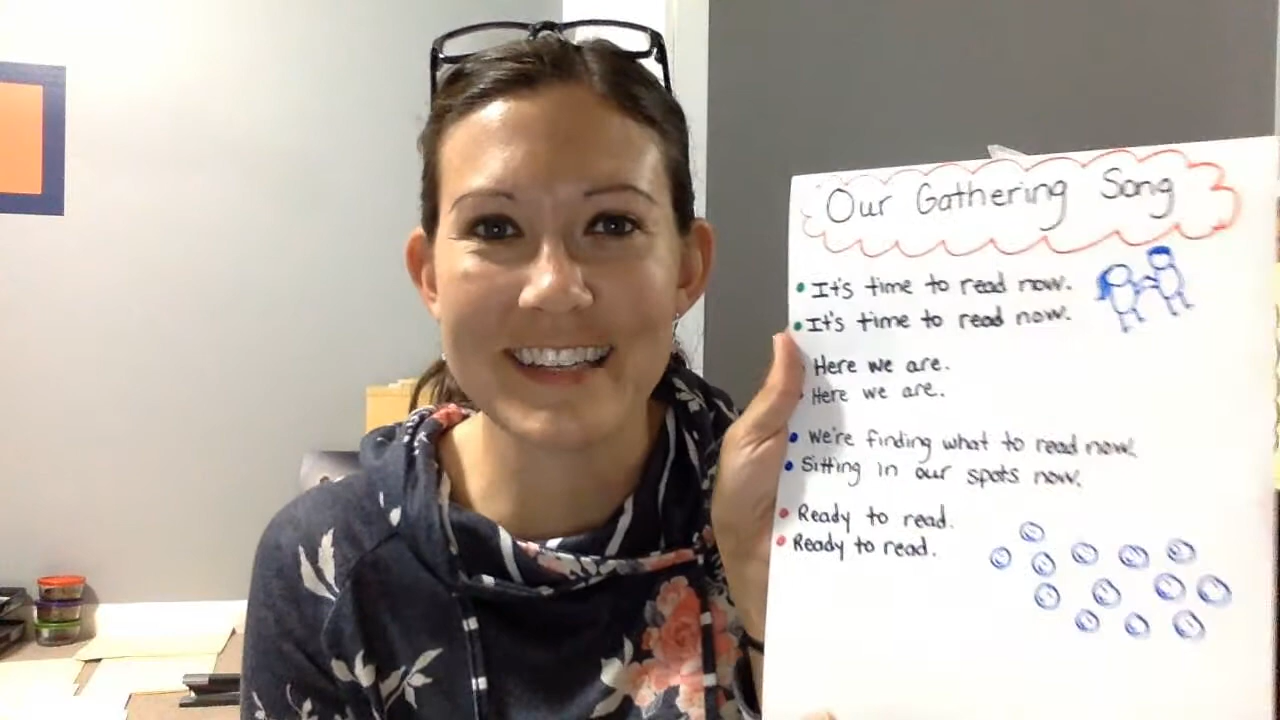 Our Gathering Song
It's time to read now.
It's time to read now.
Here we are.
Here we are.
We're finding what to read now.
Sitting in our spots now.
Ready to read.
Ready to read.